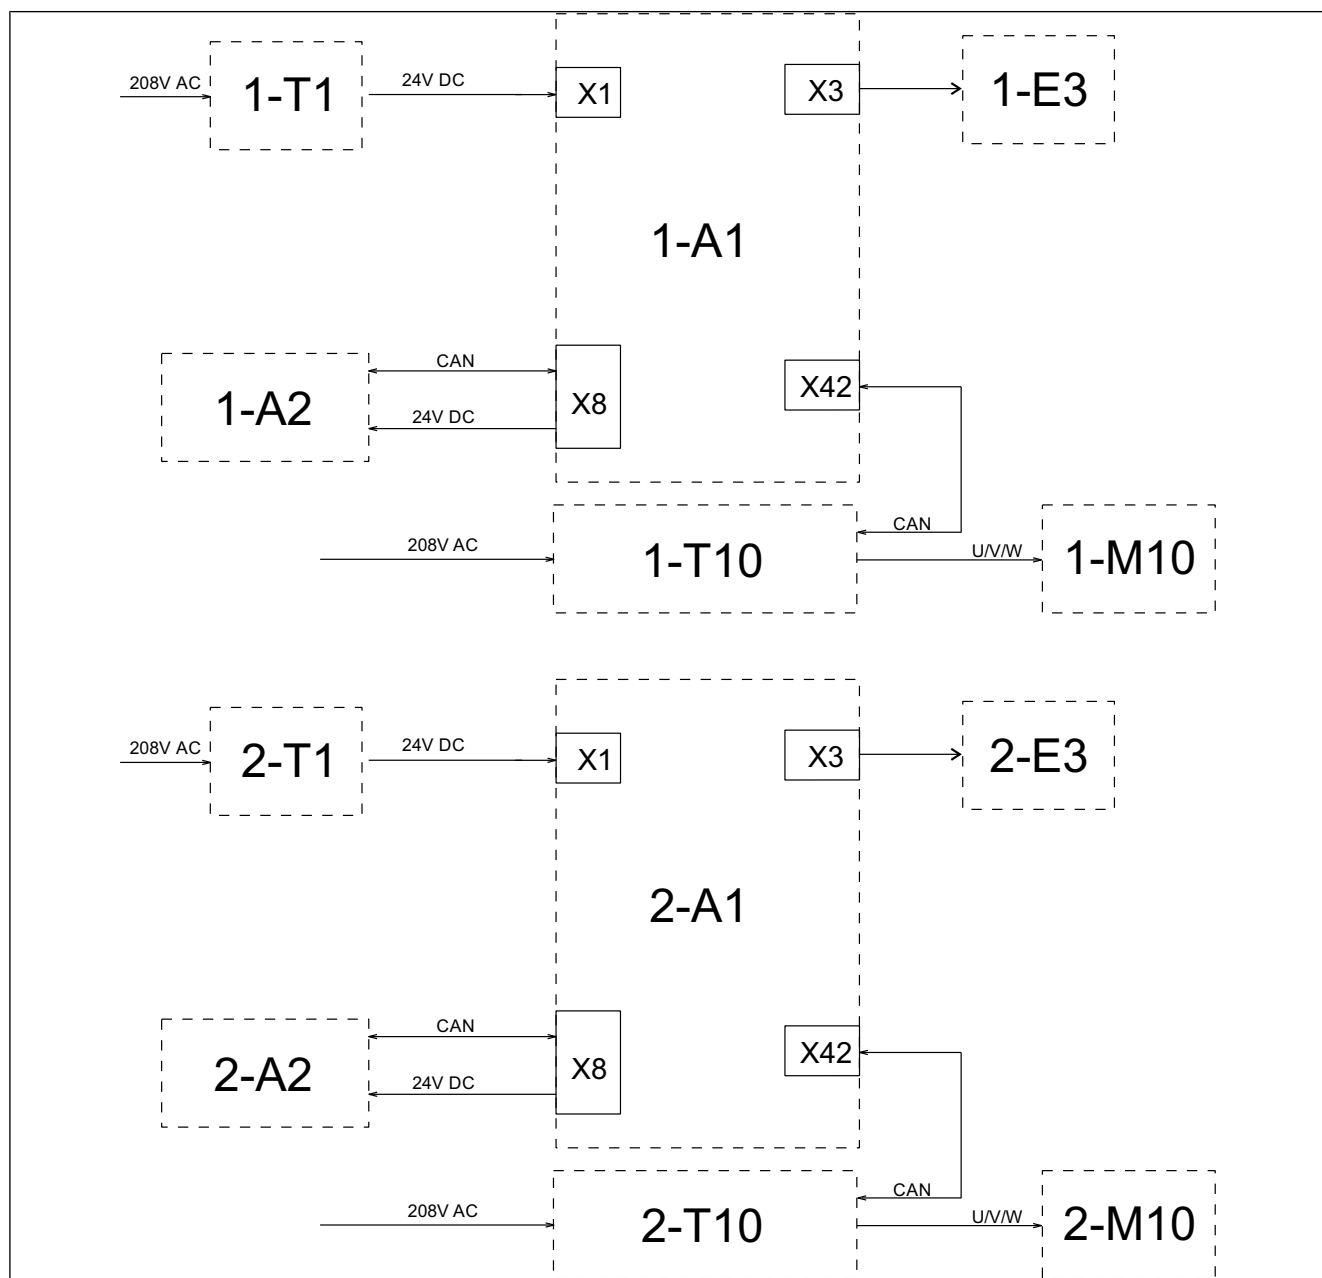 208V AC
1-T1
24V DC
X1
X3
1-E3
1-A1
1-A2
CAN
24V DC
X8
X42
208V AC
1-T10
CAN
U/V/W
1-M10
208V AC
2-T1
24V DC
X1
X3
2-E3
2-A1
2-A2
CAN
24V DC
X8
X42
208V AC
2-T10
CAN
U/V/W
2-M10